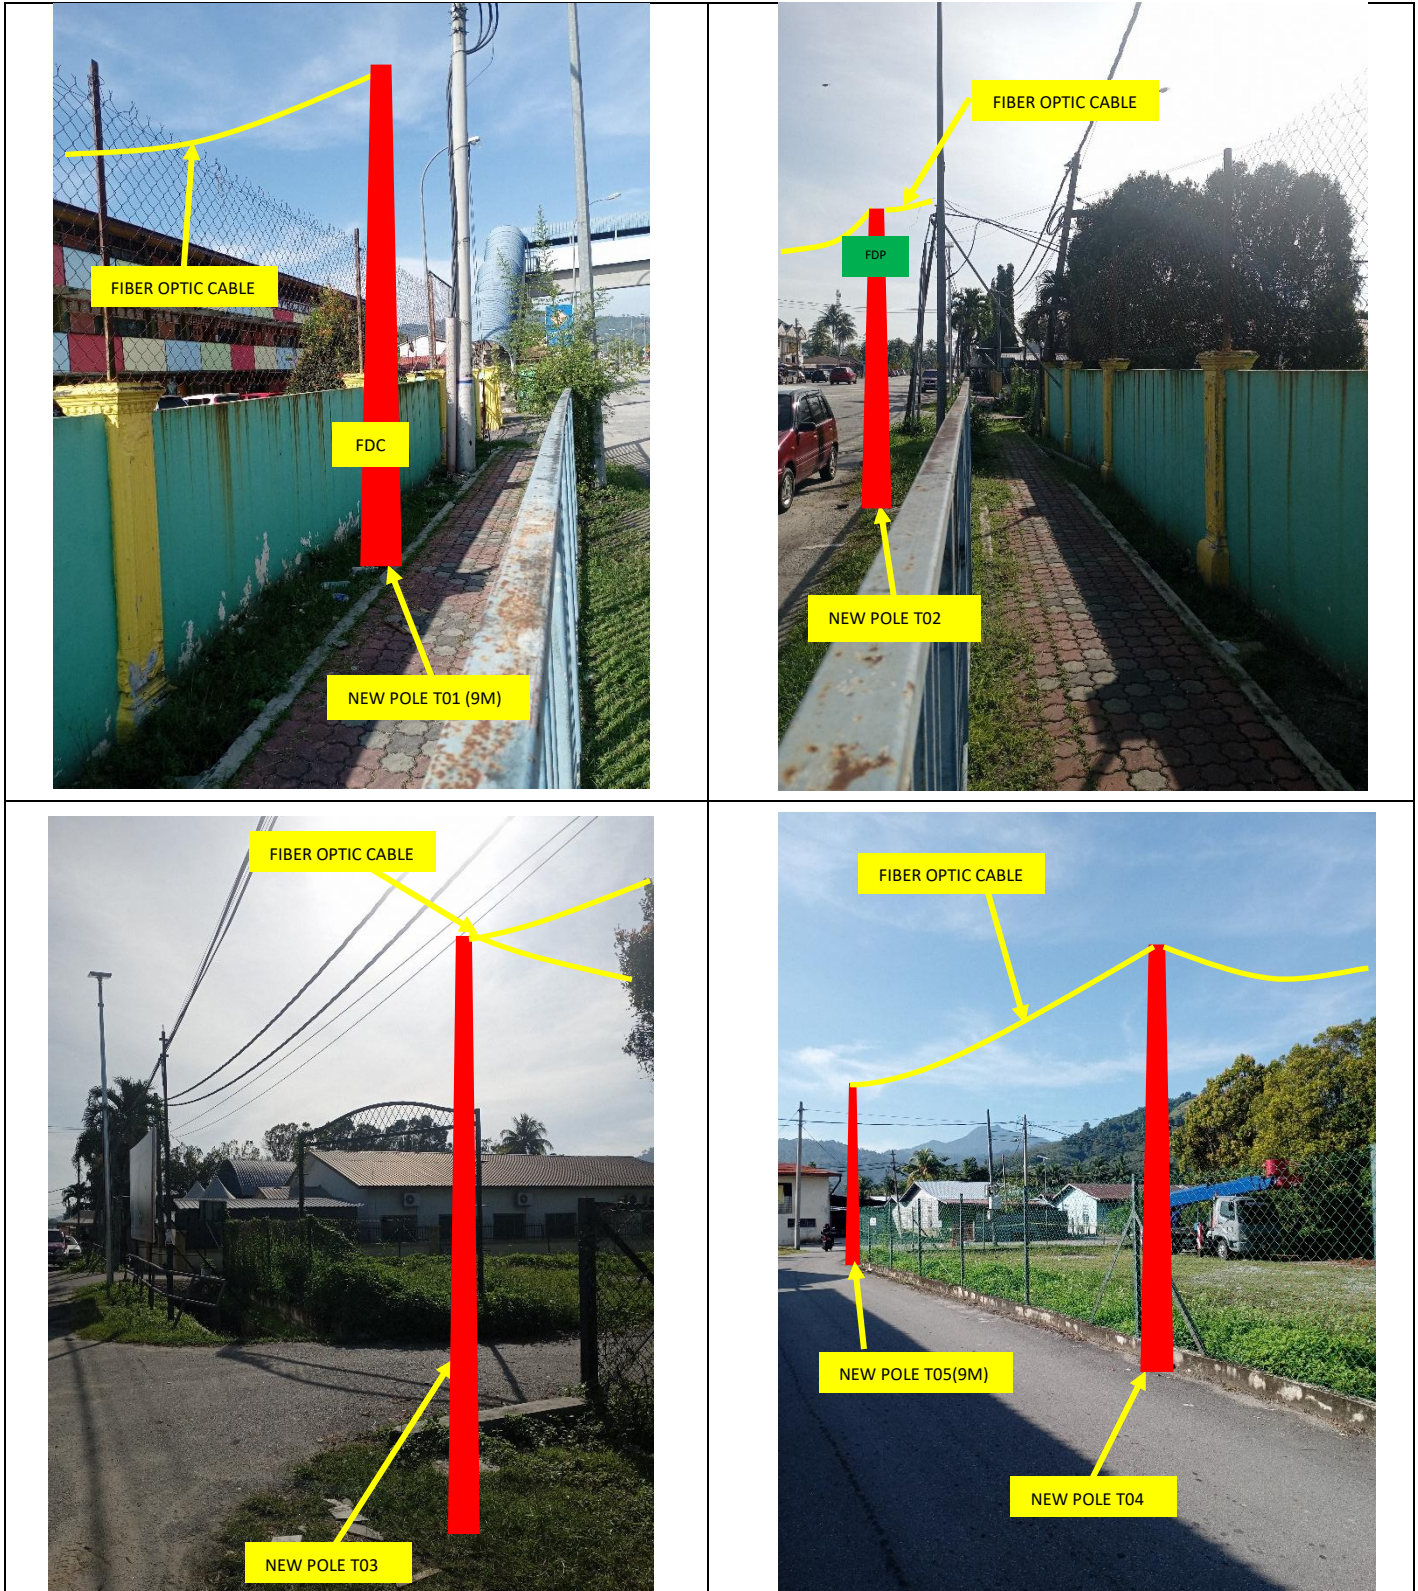 FIBER OPTIC CABLE
FDC
NEW POLE T01 (9M)
FIBER OPTIC CABLE
FDP
NEW POLE T02
FIBER OPTIC CABLE
NEW POLE T03
FIBER OPTIC CABLE
NEW POLE T05(9M)
NEW POLE T04